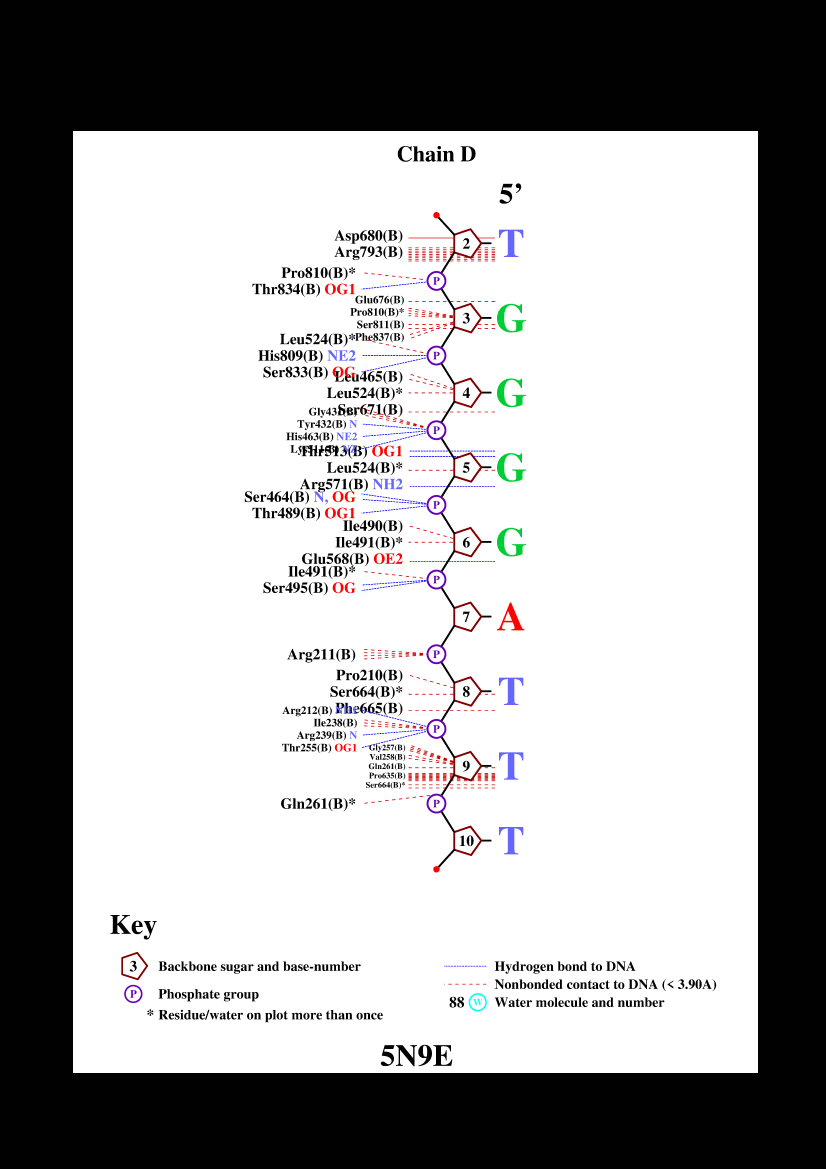 Chain D
5’
Asp680(B)
2
T
Arg793(B)
Pro810(B)*
P
Thr834(B) OG1
Glu676(B)
Pro810(B)*
3
G
Ser811(B)
Phe837(B)
Leu524(B)*
His809(B) NE2
P
Ser833(B) OG
Leu465(B)
Leu524(B)*
4
G
Ser671(B)
Tyr432(B) N
P
His463(B) NE2
Thr513(B) OG1
Leu524(B)*
5
G
Arg571(B) NH2
Ser464(B) N, OG
P
Thr489(B) OG1
Ile490(B)
Ile491(B)*
6
G
Glu568(B) OE2
Ile491(B)*
P
Ser495(B) OG
7
A
Arg211(B)
P
Pro210(B)
Ser664(B)*
8
T
Phe665(B)
Arg212(B)
Ile238(B)
P
Arg239(B) N
Thr255(B) OG1
Gly257(B)
Val258(B)
Gln261(B)
9
T
Pro635(B)
Ser664(B)*
Gln261(B)*
P
10
T
Key
3 Backbone sugar and base-number
P Phosphate group
* Residue/water on plot more than once
Hydrogen bond to DNA
Nonbonded contact to DNA (< 3.90A)
88 W Water molecule and number
5N9E